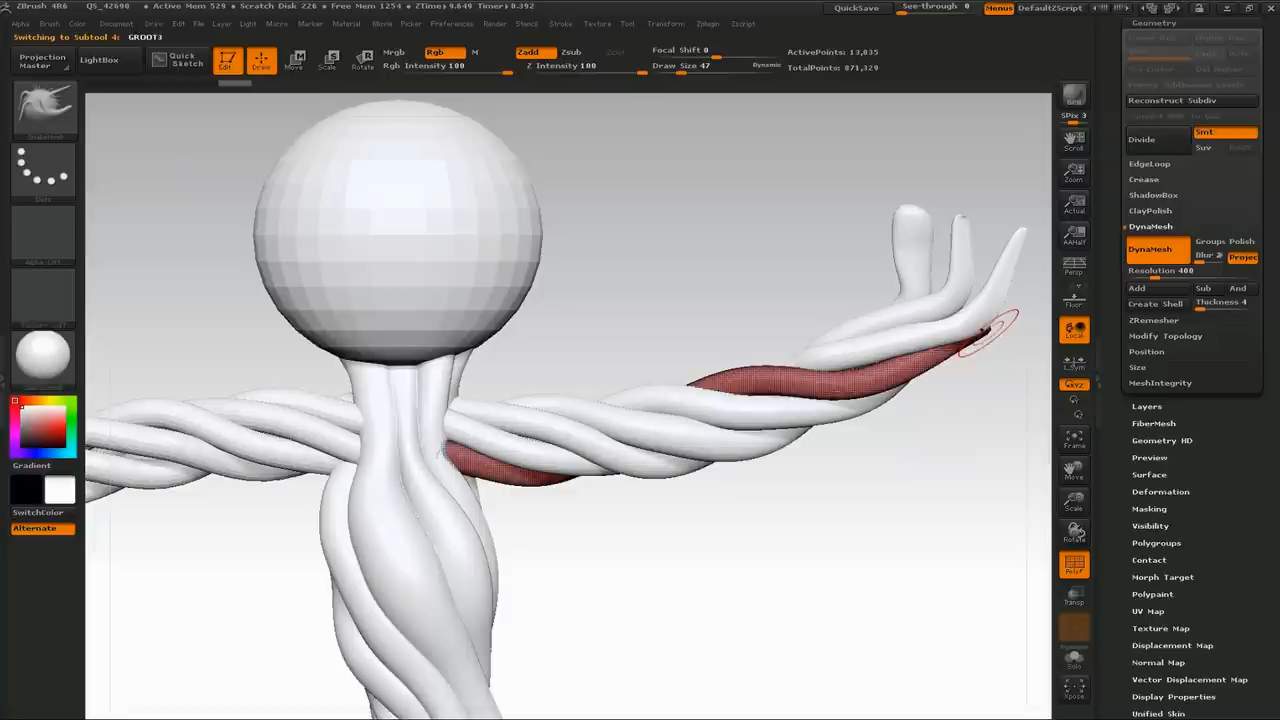 ZBrush 4R6 QS_42690 • Active Mem 529 • Scratch Disk 226 • Free Mem 1254 • ZTime▹9.649 Timer▹0.392
QuickSave See-through 0 Menus DefaultZScript
Alpha Brush Color Document Draw Edit File Layer Light Macro Marker Material Movie Picker Preferences Render Stencil Stroke Texture Tool Transform Zplugin Zscript
Switching to Subtool 4: GROOT3
Projection Master
LightBox
Quick Sketch
Edit
Draw
Move
Scale
Rotate
Mrgb Rgb M
Rgb Intensity 100
Zadd Zsub
Z Intensity 100
Focal Shift 0
Draw Size 47 Dynamic
ActivePoints: 13,035
TotalPoints: 871,329
Dots
Gradient
SwitchColor
Alternate
SPix 3
Scroll
Zoom
Actual
AAHalf
Persp
Floor
Local
L.Sym
XYZ
Frame
Move
Scale
Rotate
PolyF
Transp
Solo
Xpose
Geometry
Reconstruct Subdiv
Divide
Smt
Suv
EdgeLoop
Crease
ShadowBox
ClayPolish
DynaMesh
DynaMesh
Groups Polish
Blur 2 Projec
Resolution 400
Add Sub And
Create Shell Thickness 4
ZRemesher
Modify Topology
Position
Size
MeshIntegrity
Layers
FiberMesh
Geometry HD
Preview
Surface
Deformation
Masking
Visibility
Polygroups
Contact
Morph Target
Polypaint
UV Map
Texture Map
Displacement Map
Normal Map
Vector Displacement Map
Display Properties
Unified Skin